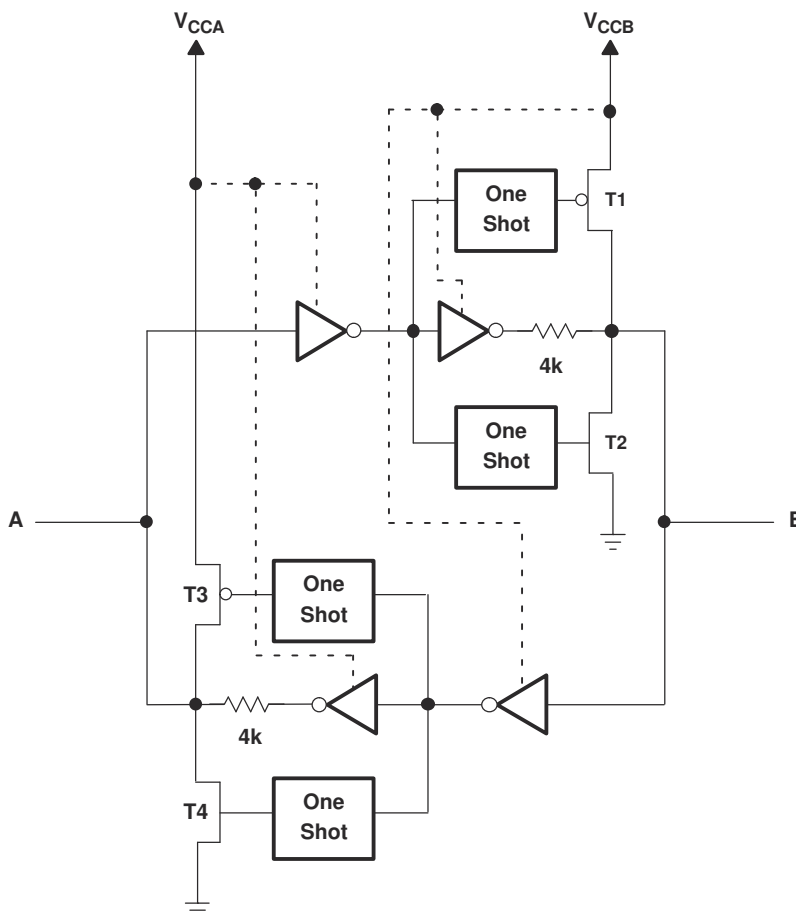 VCCA
VCCB
One
Shot
T1
4k
One
Shot
T2
A
B
T3
One
Shot
4k
T4
One
Shot